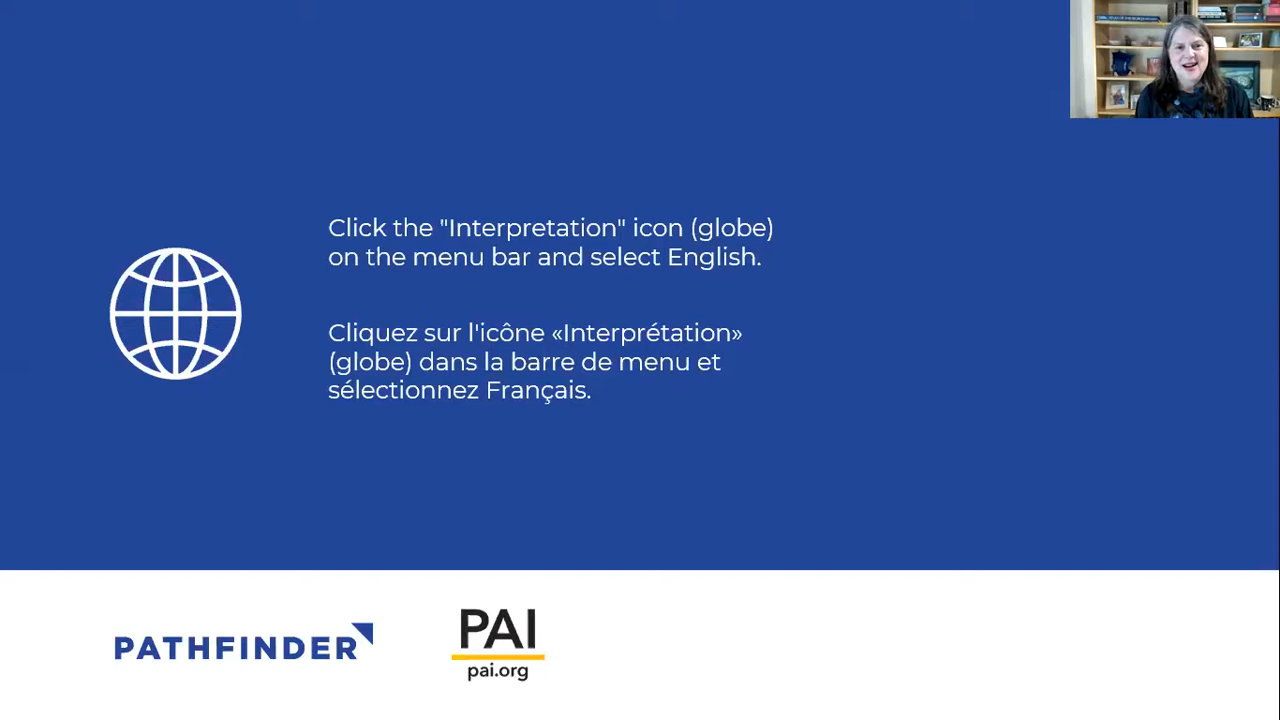 Click the "Interpretation" icon (globe)
on the menu bar and select English.
Cliquez sur l'icône «Interprétation»
(globe) dans la barre de menu et
sélectionnez Français.
PATHFINDER
PAI
pai.org